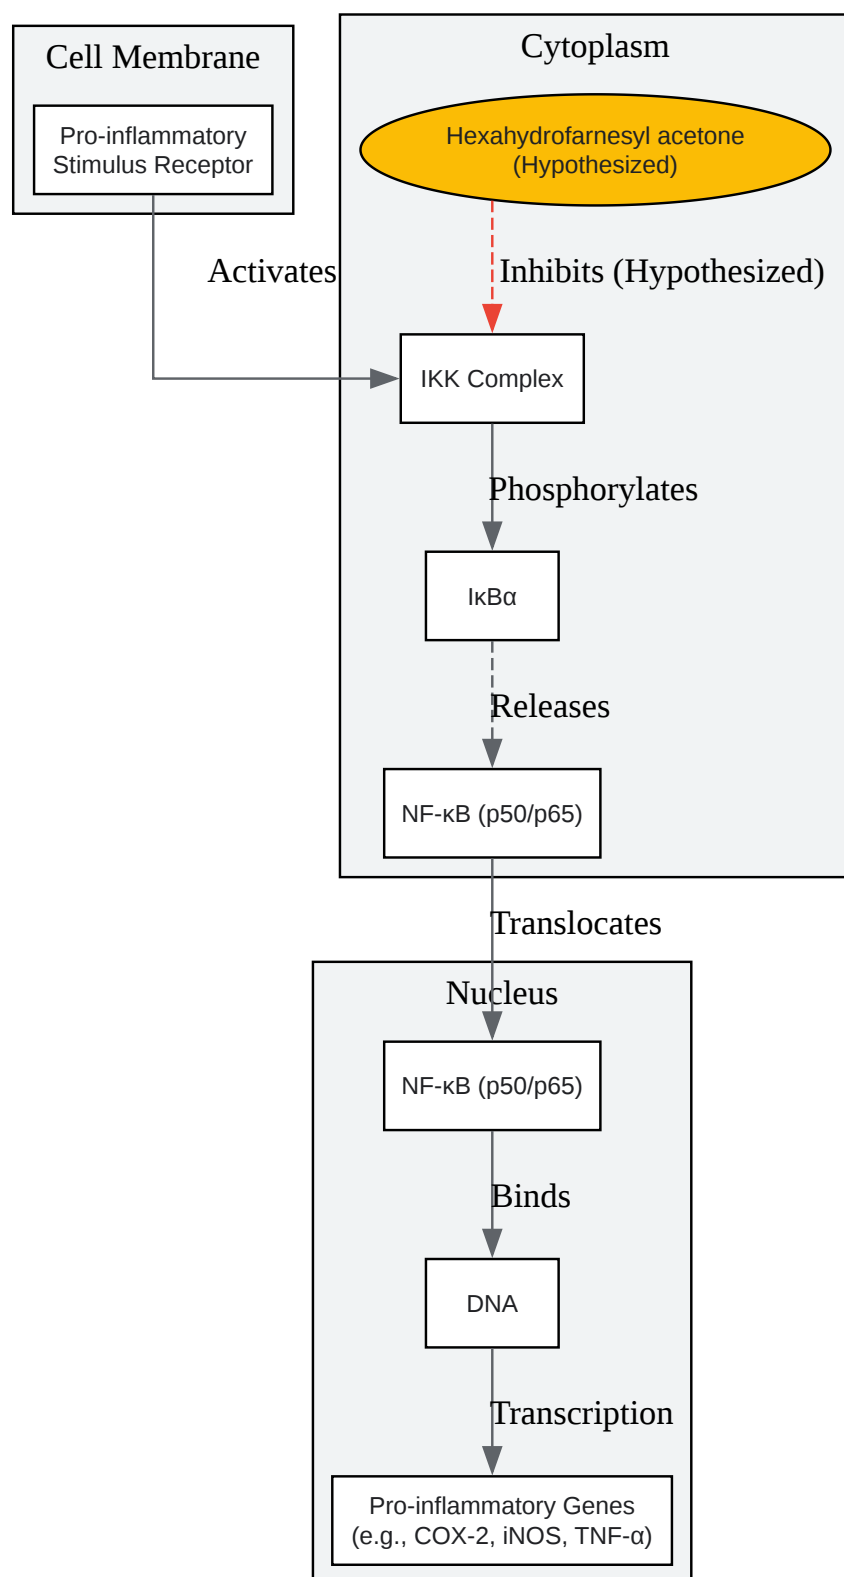 Cell Membrane
Pro-inflammatory
Stimulus Receptor
Cytoplasm
Hexahydrofarnesyl acetone
(Hypothesized)
Activates
Inhibits (Hypothesized)
IKK Complex
Phosphorylates
IκBα
Releases
NF-κB (p50/p65)
Translocates
Nucleus
NF-κB (p50/p65)
Binds
DNA
Transcription
Pro-inflammatory Genes
(e.g., COX-2, iNOS, TNF-α)